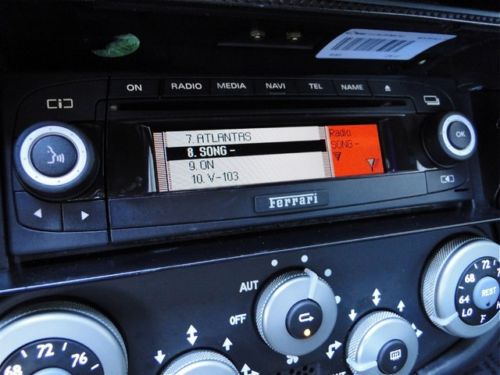 ON RADIO MEDIA NAVI TEL NAME
7. ATLANTAS
8. SONG -
9. ON
10. V-103
Radio
SONG -
OK
Ferrari
AUT
OFF
68 72 76
68 72
64
LO
REST